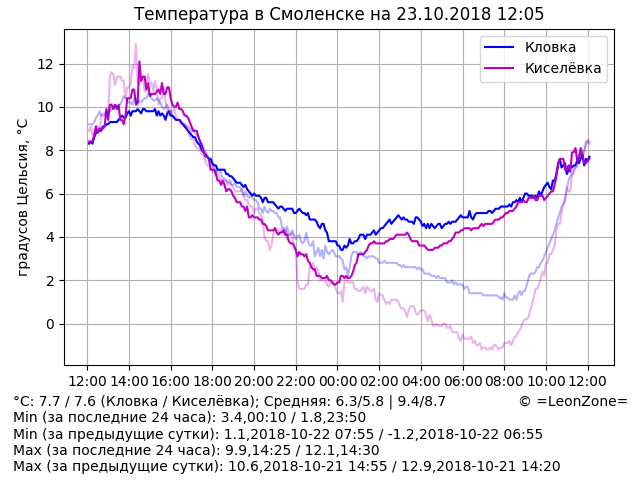 Температура в Смоленске на 23.10.2018 12:05
Кловка
Киселёвка
градусов Цельсия, °C
12
10
8
6
4
2
0
12:00 14:00 16:00 18:00 20:00 22:00 00:00 02:00 04:00 06:00 08:00 10:00 12:00
°C: 7.7 / 7.6 (Кловка / Киселёвка); Средняя: 6.3/5.8 | 9.4/8.7 © =LeonZone=
Min (за последние 24 часа): 3.4,00:10 / 1.8,23:50
Min (за предыдущие сутки): 1.1,2018-10-22 07:55 / -1.2,2018-10-22 06:55
Max (за последние 24 часа): 9.9,14:25 / 12.1,14:30
Max (за предыдущие сутки): 10.6,2018-10-21 14:55 / 12.9,2018-10-21 14:20